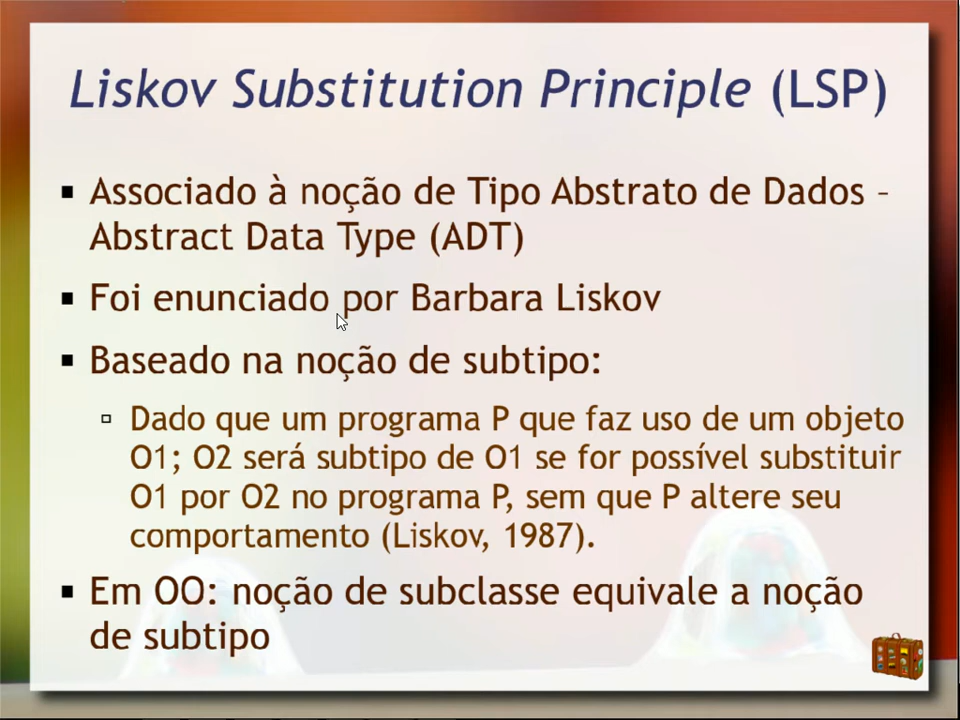 Liskov Substitution Principle (LSP)
Associado à noção de Tipo Abstrato de Dados –
Abstract Data Type (ADT)
Foi enunciado por Barbara Liskov
Baseado na noção de subtipo:
Dado que um programa P que faz uso de um objeto
O1; O2 será subtipo de O1 se for possível substituir
O1 por O2 no programa P, sem que P altere seu
comportamento (Liskov, 1987).
Em OO: noção de subclasse equivale a noção
de subtipo